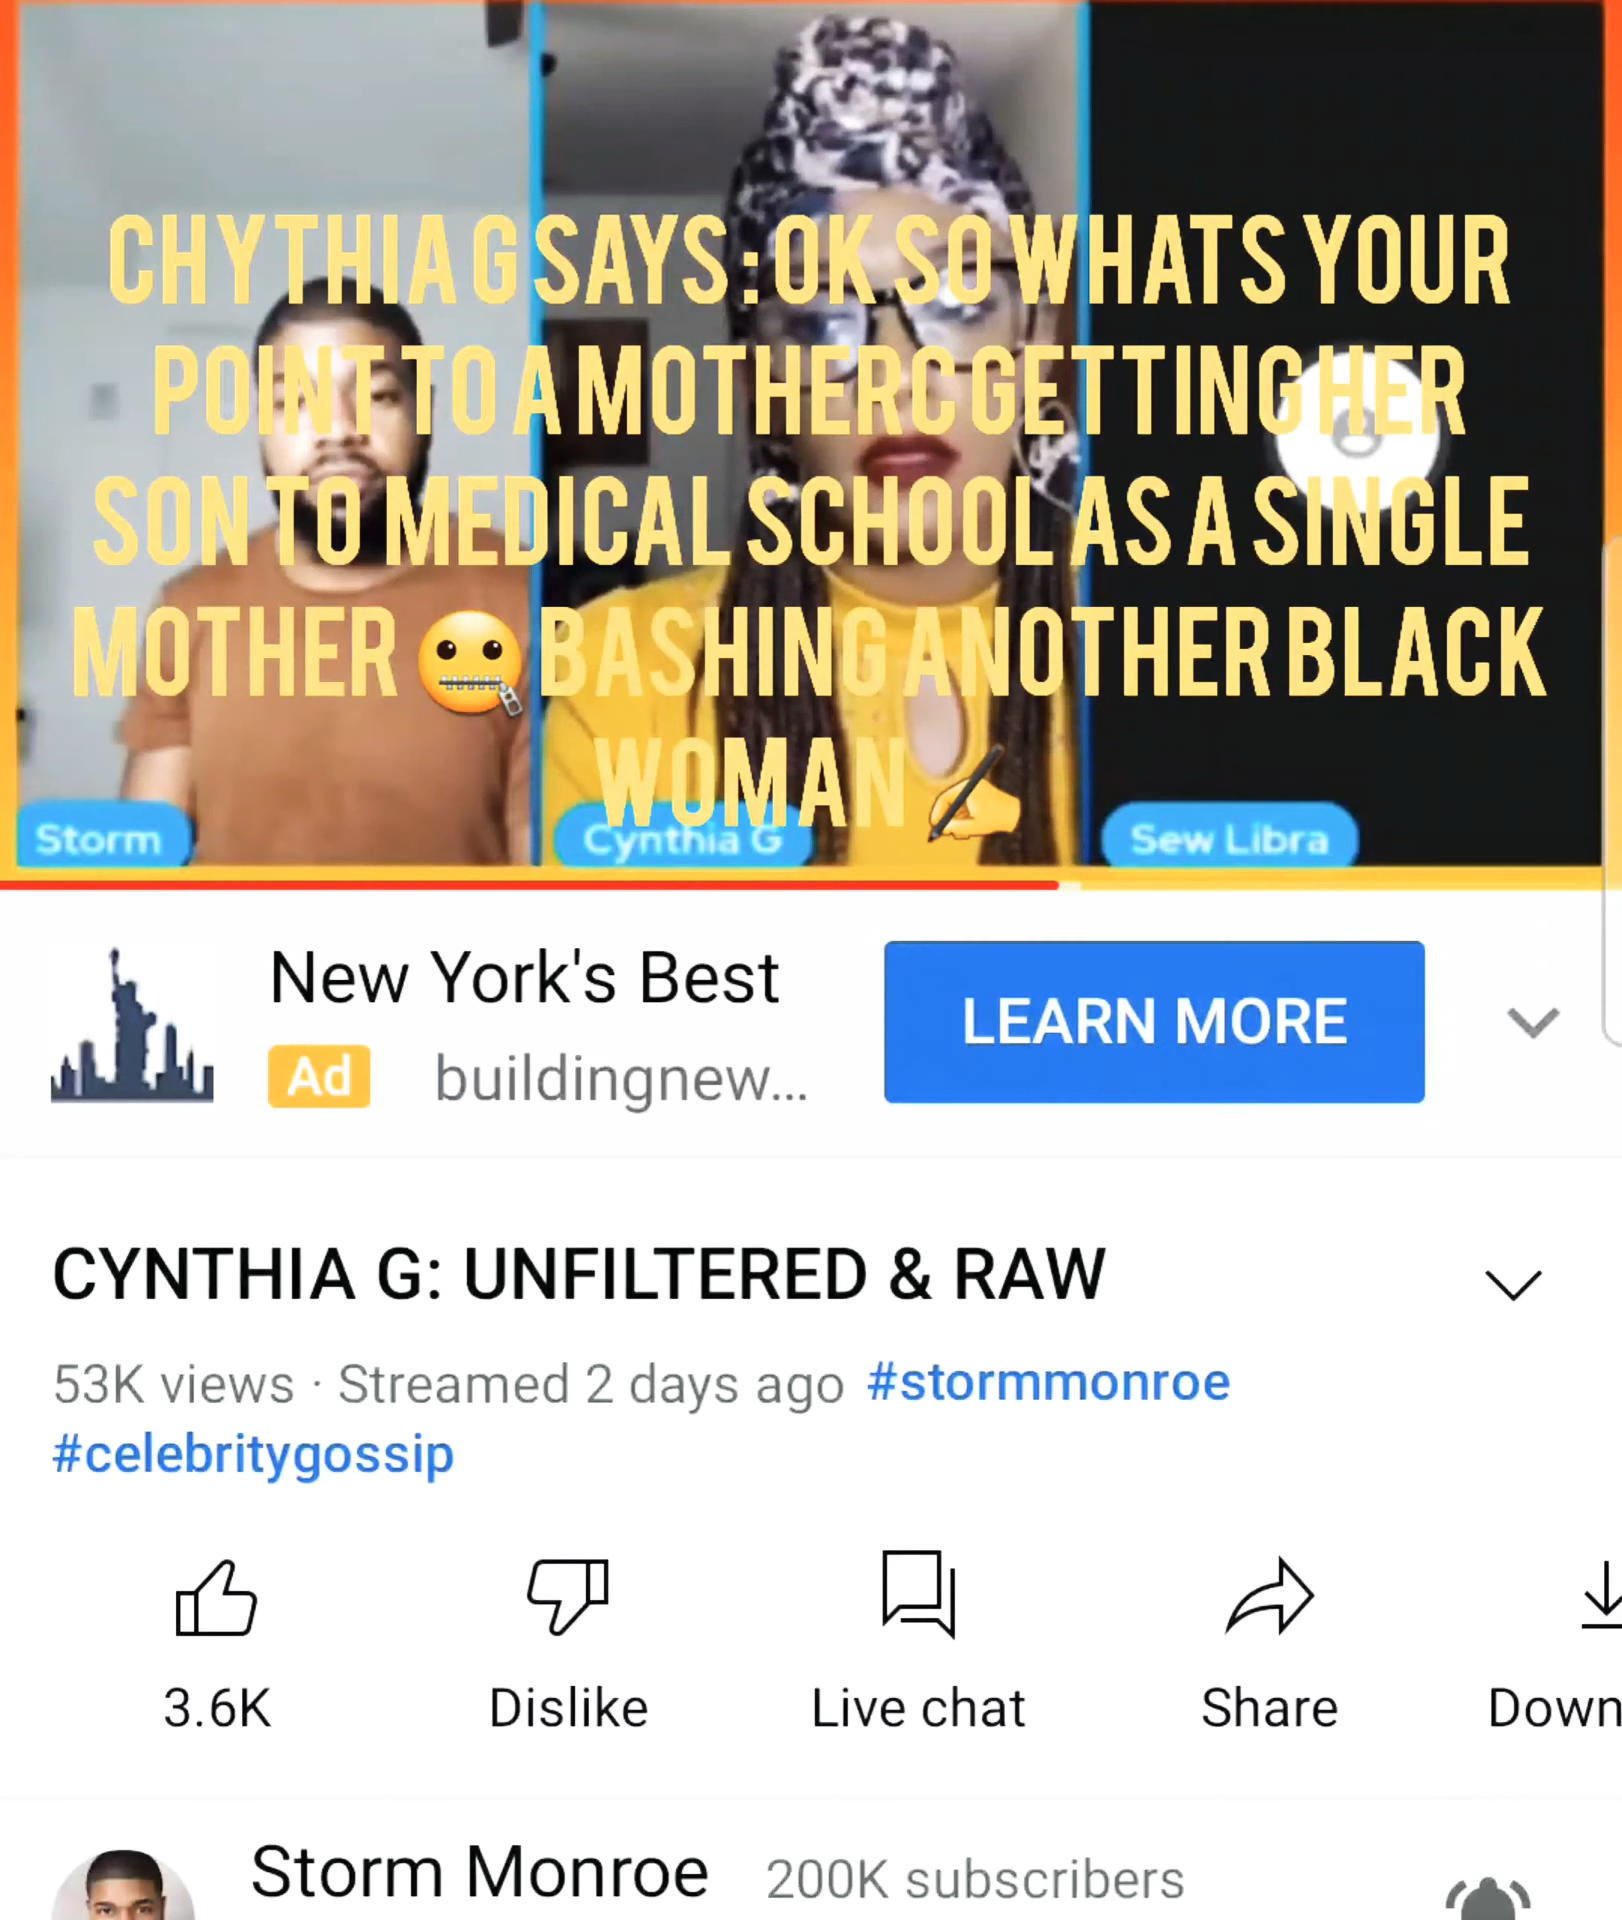 CHYTHIA G SAYS : OK SO WHATS YOUR
POINT TO A MOTHERC GETTING HER
SON TO MEDICAL SCHOOL AS A SINGLE
MOTHER 🤐 BASHING ANOTHER BLACK
WOMAN ✍️
Storm
Cynthia G
Sew Libra
New York's Best
LEARN MORE
Ad buildingnew...
CYNTHIA G: UNFILTERED & RAW
53K views · Streamed 2 days ago #stormmonroe
#celebritygossip
3.6K
Dislike
Live chat
Share
Down
Storm Monroe 200K subscribers